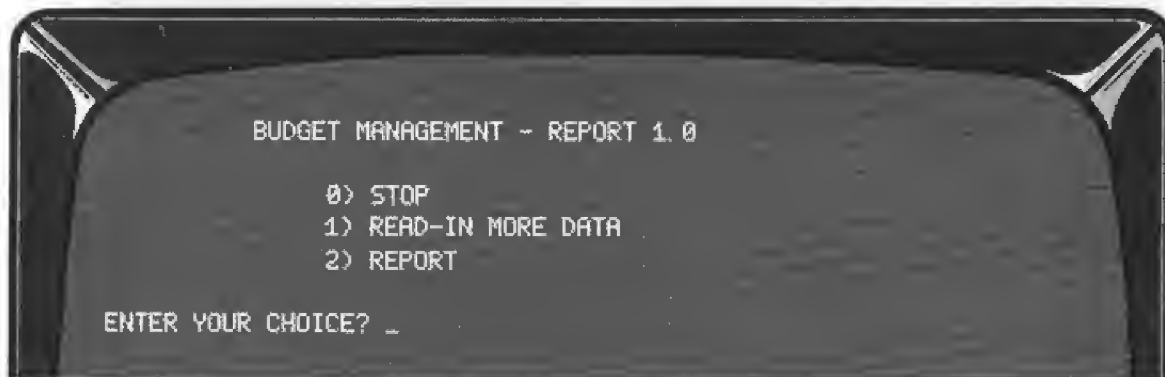 BUDGET MANAGEMENT - REPORT 1.0
0) STOP
1) READ-IN MORE DATA
2) REPORT
ENTER YOUR CHOICE? _